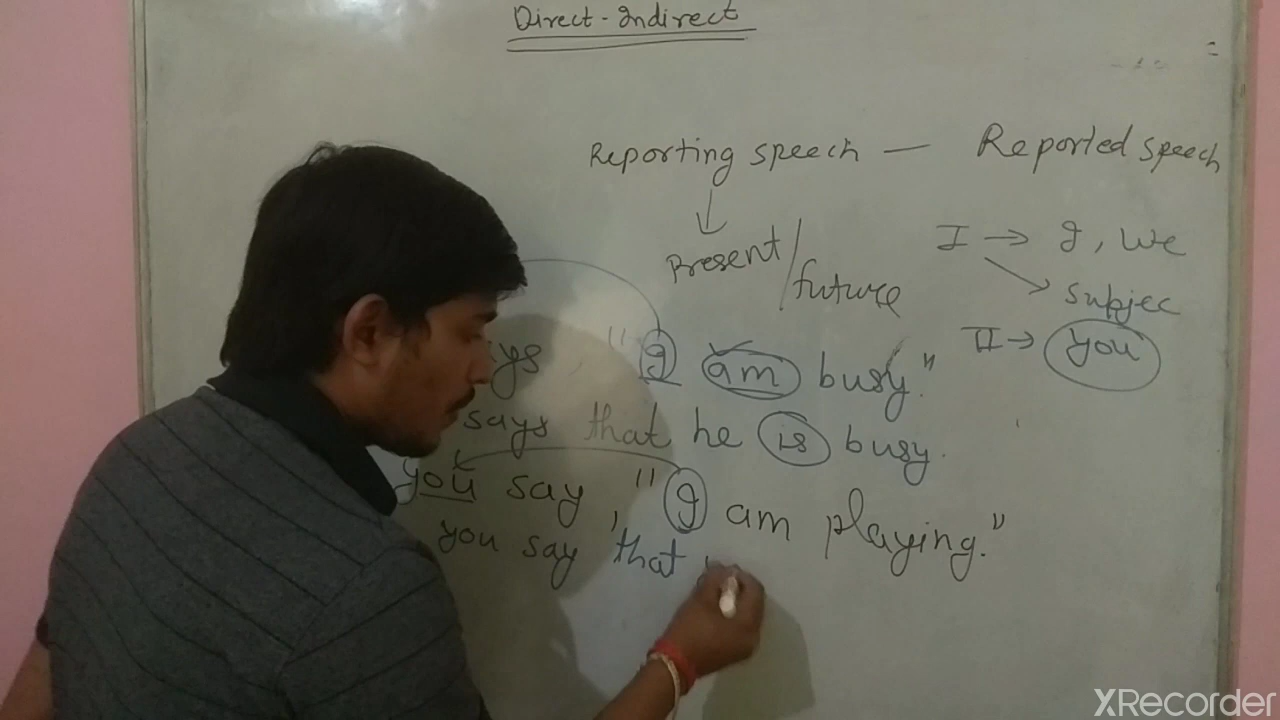 Direct - Indirect
Reporting speech — Reported speech
Present/future
I → I, We
Subjec
II → you
"I am busy."
says that he is busy.
you say, "I am playing."
you say that
XRecorder